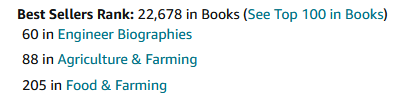 Best Sellers Rank: 22,678 in Books (See Top 100 in Books)
60 in Engineer Biographies
88 in Agriculture & Farming
205 in Food & Farming